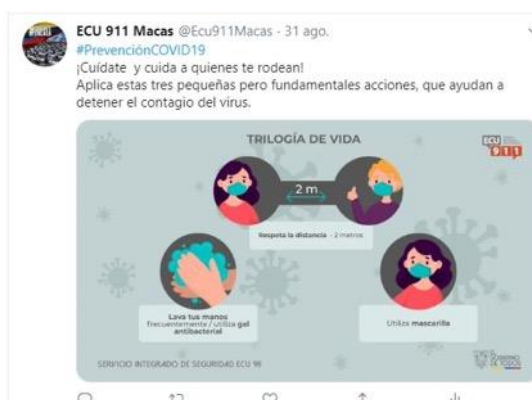 ECU 911 Macas @Ecu911Macas · 31 ago.
#PrevenciónCOVID19
¡Cuídate y cuida a quienes te rodean!
Aplica estas tres pequeñas pero fundamentales acciones, que ayudan a
detener el contagio del virus.
TRILOGÍA DE VIDA
ECU
911
2 m
Respeta la distancia - 2 metros
Lava tus manos
frecuentemente / utiliza gel
antibacterial
Utiliza mascarilla
SERVICIO INTEGRADO DE SEGURIDAD ECU 911